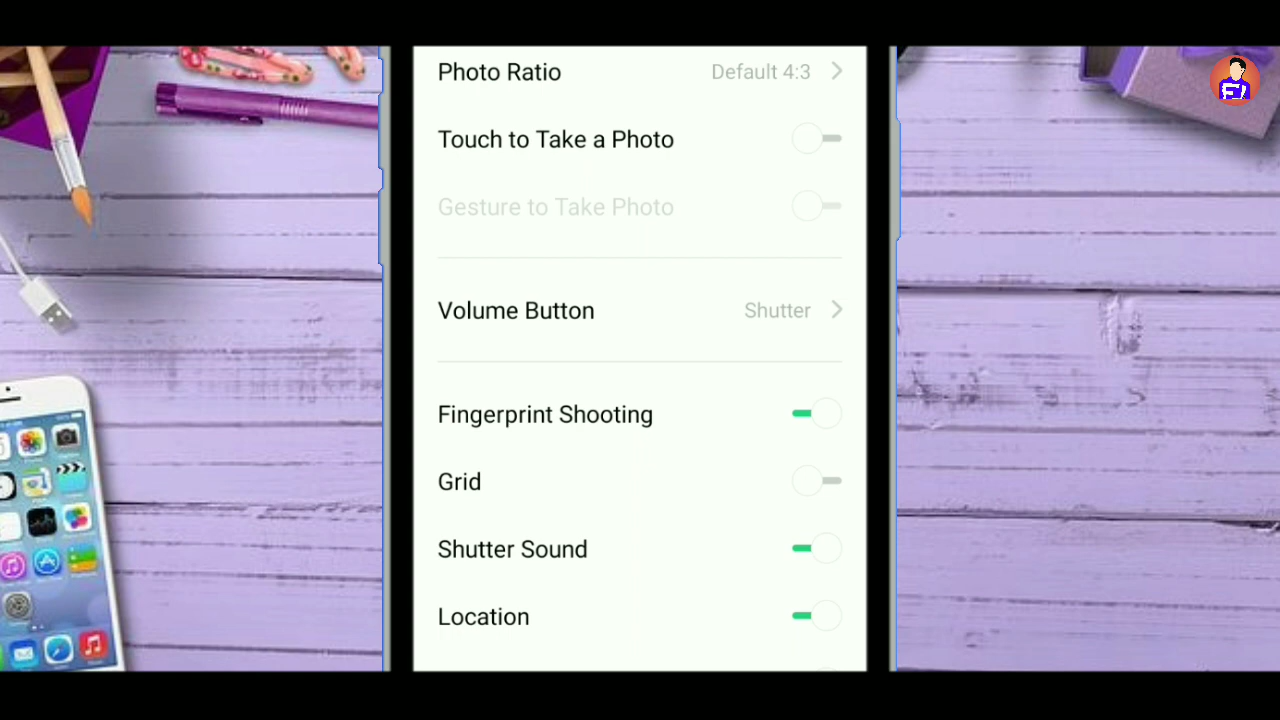 Photo Ratio Default 4:3
Touch to Take a Photo
Gesture to Take Photo
Volume Button Shutter
Fingerprint Shooting
Grid
Shutter Sound
Location